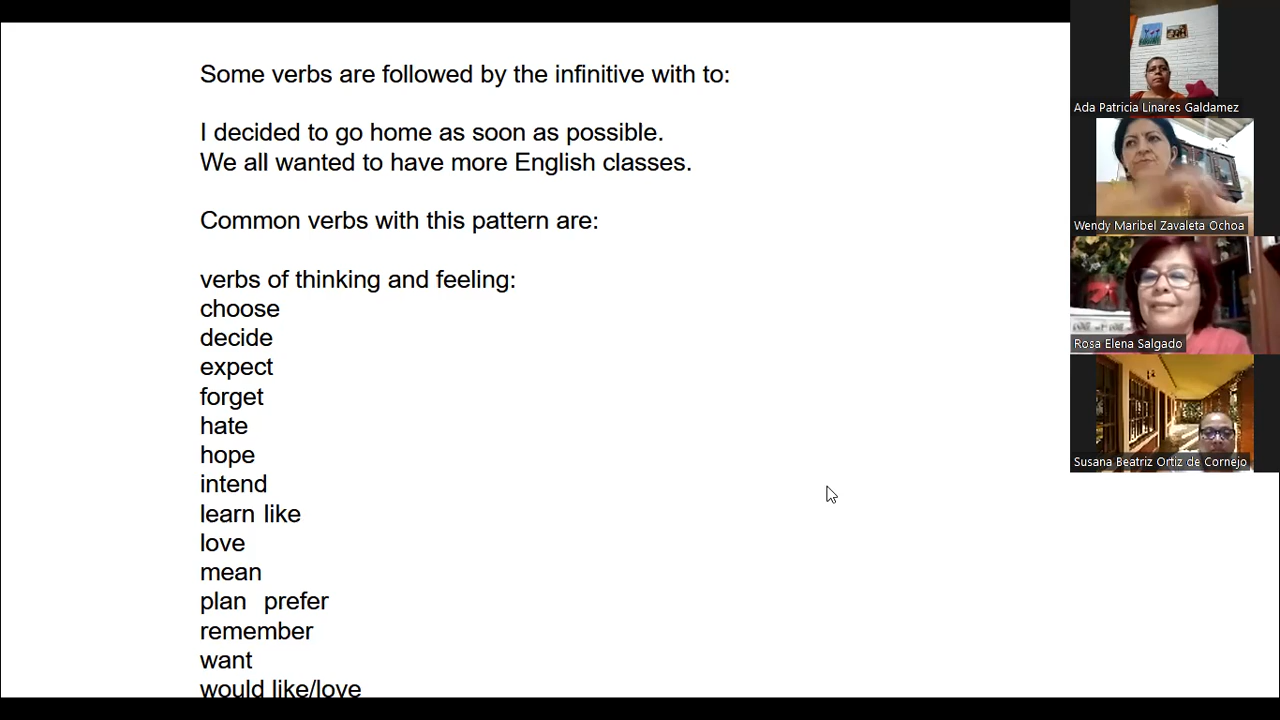 Some verbs are followed by the infinitive with to:
I decided to go home as soon as possible.
We all wanted to have more English classes.
Common verbs with this pattern are:
verbs of thinking and feeling:
choose
decide
expect
forget
hate
hope
intend
learn like
love
mean
plan prefer
remember
want
would like/love
Ada Patricia Linares Galdamez
Wendy Maribel Zavaleta Ochoa
Rosa Elena Salgado
Susana Beatriz Ortiz de Cornejo